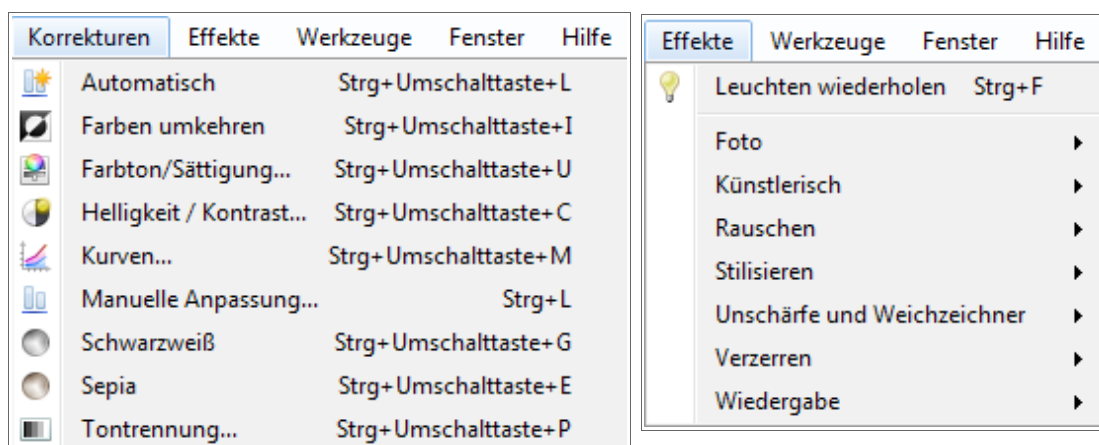 Korrekturen Effekte Werkzeuge Fenster Hilfe
Automatisch Strg+Umschalttaste+L
Farben umkehren Strg+Umschalttaste+I
Farbton/Sättigung... Strg+Umschalttaste+U
Helligkeit / Kontrast... Strg+Umschalttaste+C
Kurven... Strg+Umschalttaste+M
Manuelle Anpassung... Strg+L
Schwarzweiß Strg+Umschalttaste+G
Sepia Strg+Umschalttaste+E
Tontrennung... Strg+Umschalttaste+P
Effekte Werkzeuge Fenster Hilfe
Leuchten wiederholen Strg+F
Foto
Künstlerisch
Rauschen
Stilisieren
Unschärfe und Weichzeichner
Verzerren
Wiedergabe